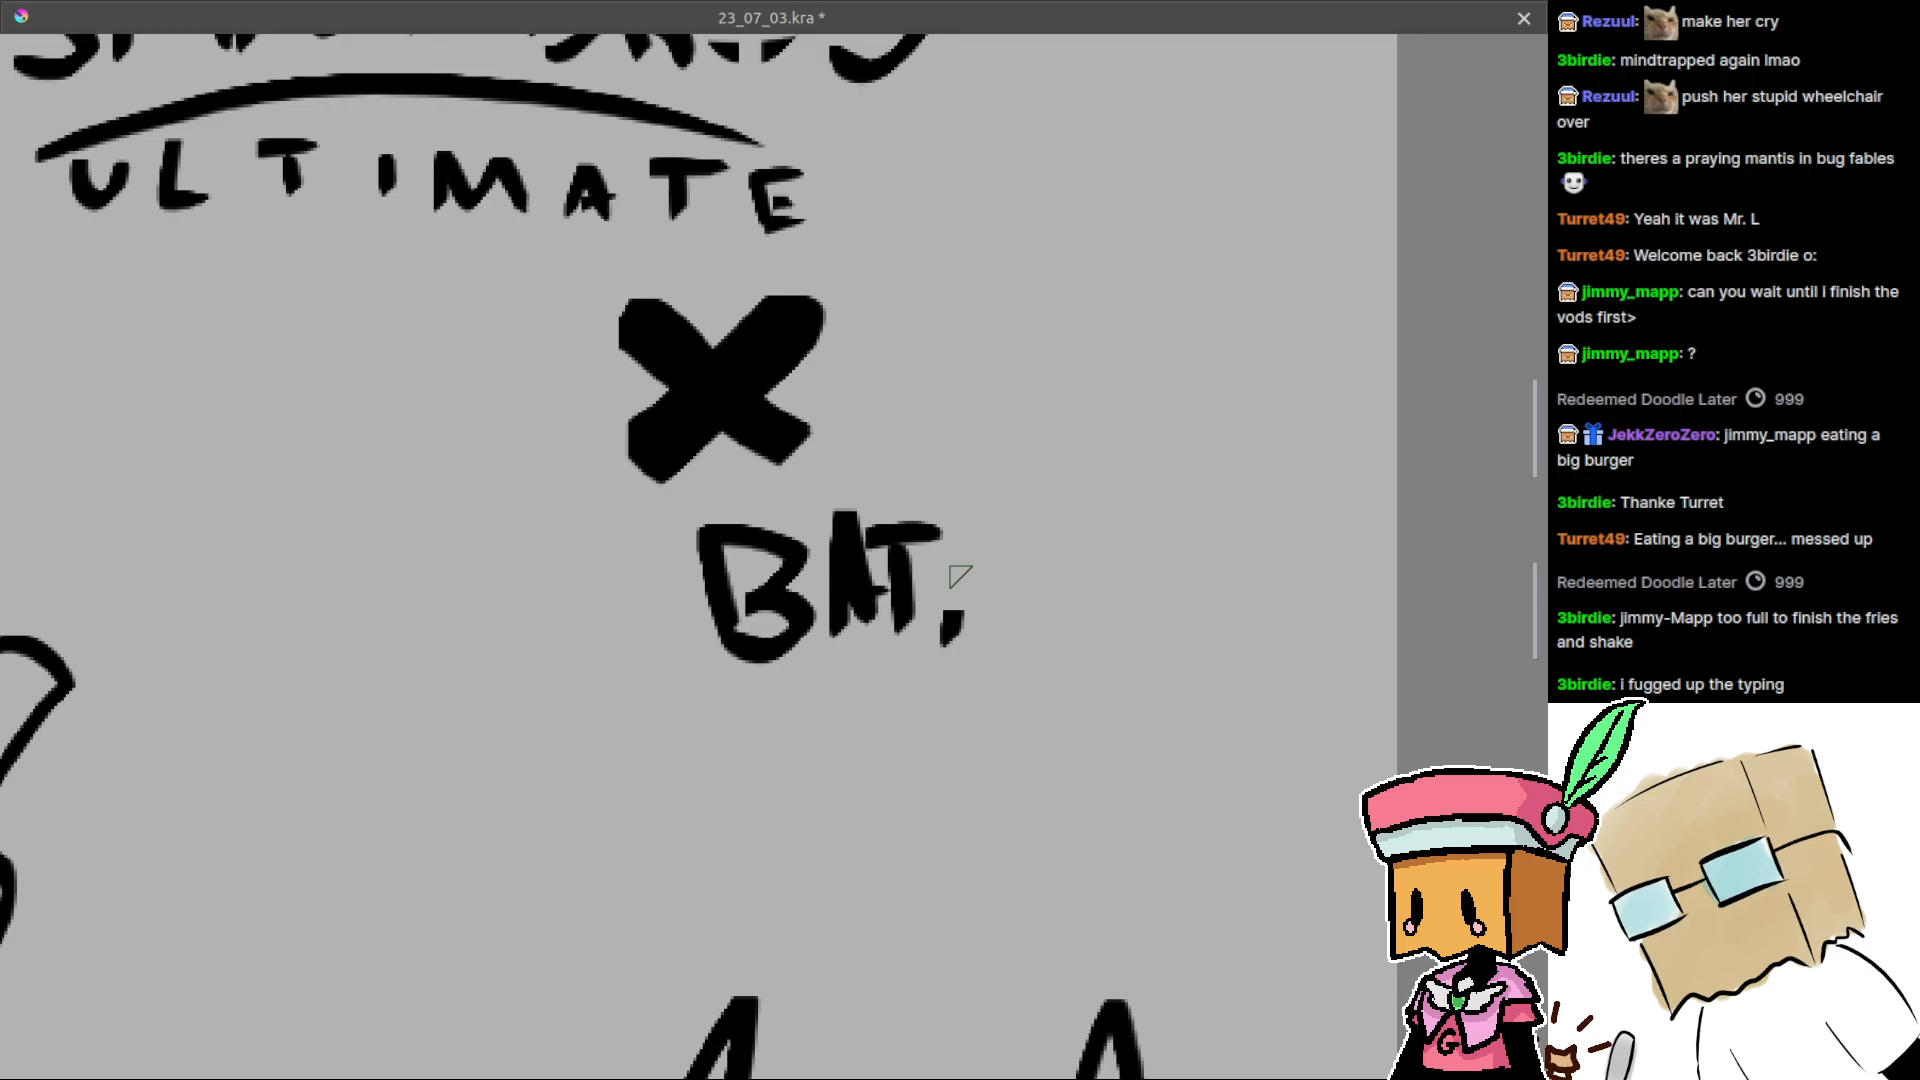 23_07_03.kra *
ULTIMATE
X
BAT,
Rezuul: make her cry
3birdie: mindtrapped again lmao
Rezuul: push her stupid wheelchair
over
3birdie: theres a praying mantis in bug fables
Turret49: Yeah it was Mr. L
Turret49: Welcome back 3birdie o:
jimmy_mapp: can you wait until i finish the
vods first>
jimmy_mapp: ?
Redeemed Doodle Later 999
JekkZeroZero: jimmy_mapp eating a
big burger
3birdie: Thanke Turret
Turret49: Eating a big burger... messed up
Redeemed Doodle Later 999
3birdie: jimmy-Mapp too full to finish the fries
and shake
3birdie: i fugged up the typing
G